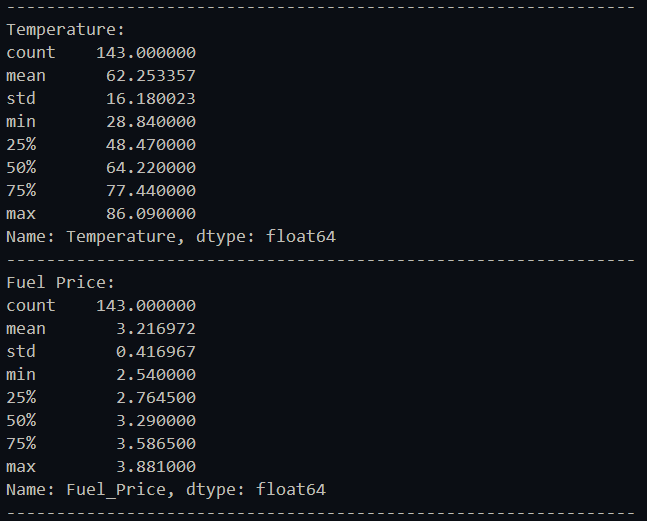 ---------------------------------------------------------------
Temperature:
count    143.000000
mean      62.253357
std       16.180023
min       28.840000
25%       48.470000
50%       64.220000
75%       77.440000
max       86.090000
Name: Temperature, dtype: float64
---------------------------------------------------------------
Fuel Price:
count    143.000000
mean       3.216972
std        0.416967
min        2.540000
25%        2.764500
50%        3.290000
75%        3.586500
max        3.881000
Name: Fuel_Price, dtype: float64
---------------------------------------------------------------